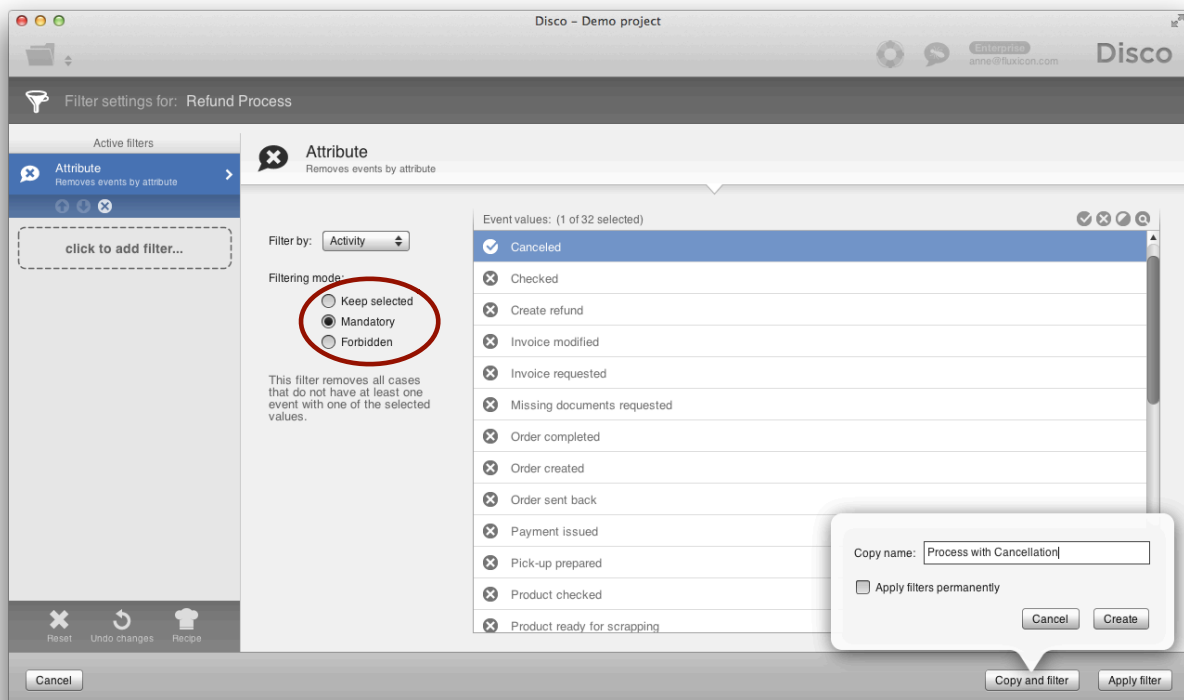 Disco – Demo project
Enterprise
anne@fluxicon.com
Disco
Filter settings for: Refund Process
Active filters
Attribute
Removes events by attribute
click to add filter...
Attribute
Removes events by attribute
Filter by: Activity
Filtering mode:
Keep selected
Mandatory
Forbidden
This filter removes all cases
that do not have at least one
event with one of the selected
values.
Event values: (1 of 32 selected)
Canceled
Checked
Create refund
Invoice modified
Invoice requested
Missing documents requested
Order completed
Order created
Order sent back
Payment issued
Pick-up prepared
Product checked
Product ready for scrapping
Copy name: Process with Cancellation
Apply filters permanently
Cancel Create
Reset Undo changes Recipe
Cancel
Copy and filter Apply filter